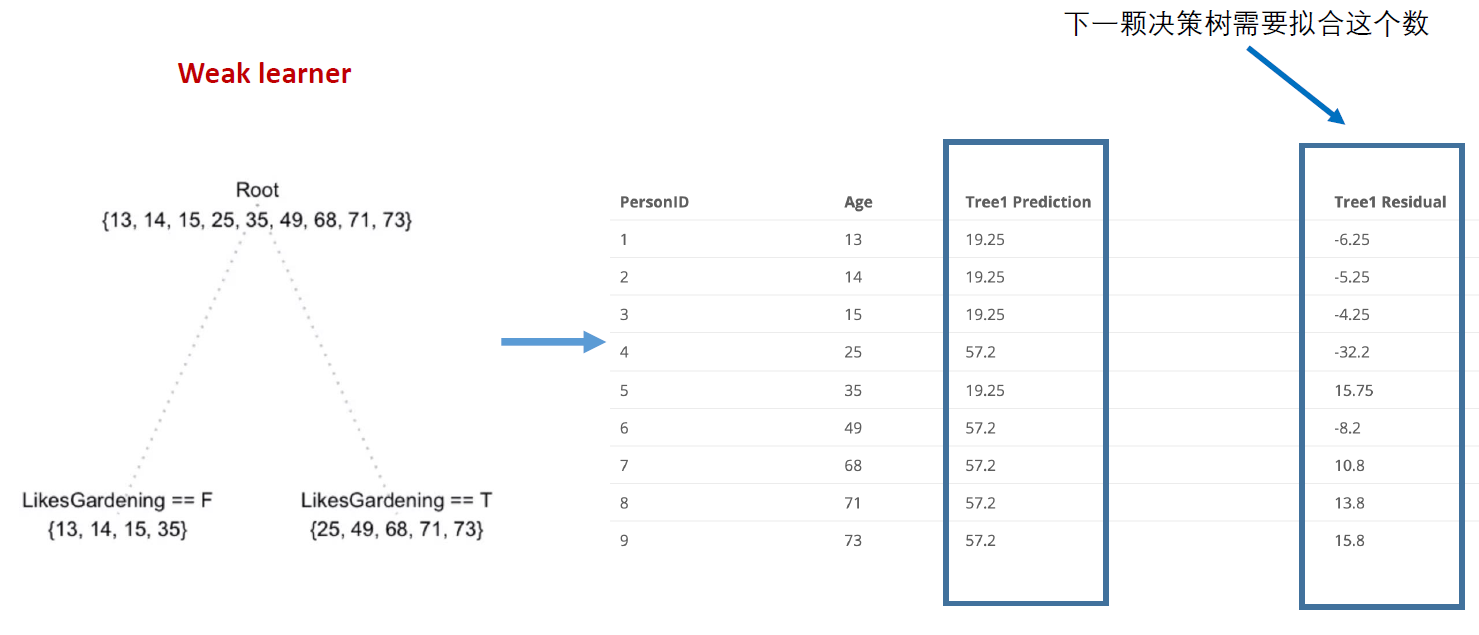 下一颗决策树需要拟合这个数
Weak learner
Root
{13, 14, 15, 25, 35, 49, 68, 71, 73}
LikesGardening == F
{13, 14, 15, 35}
LikesGardening == T
{25, 49, 68, 71, 73}
PersonID Age Tree1 Prediction Tree1 Residual
1 13 19.25 -6.25
2 14 19.25 -5.25
3 15 19.25 -4.25
4 25 57.2 -32.2
5 35 19.25 15.75
6 49 57.2 -8.2
7 68 57.2 10.8
8 71 57.2 13.8
9 73 57.2 15.8